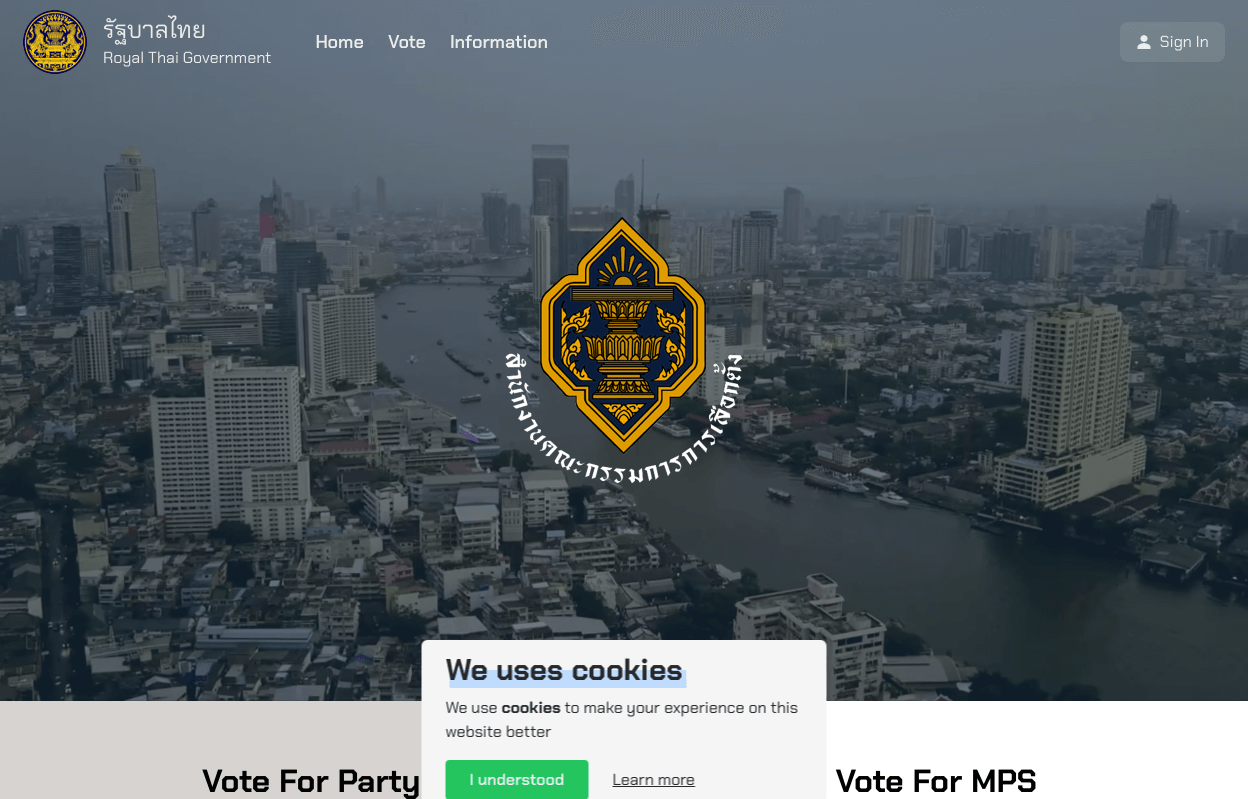 รัฐบาลไทย
Royal Thai Government
Home
Vote
Information
Sign In
สำนักงานคณะกรรมการการเลือกตั้ง
We uses cookies
We use cookies to make your experience on this
website better
I understood
Learn more
Vote For Party
Vote For MPS